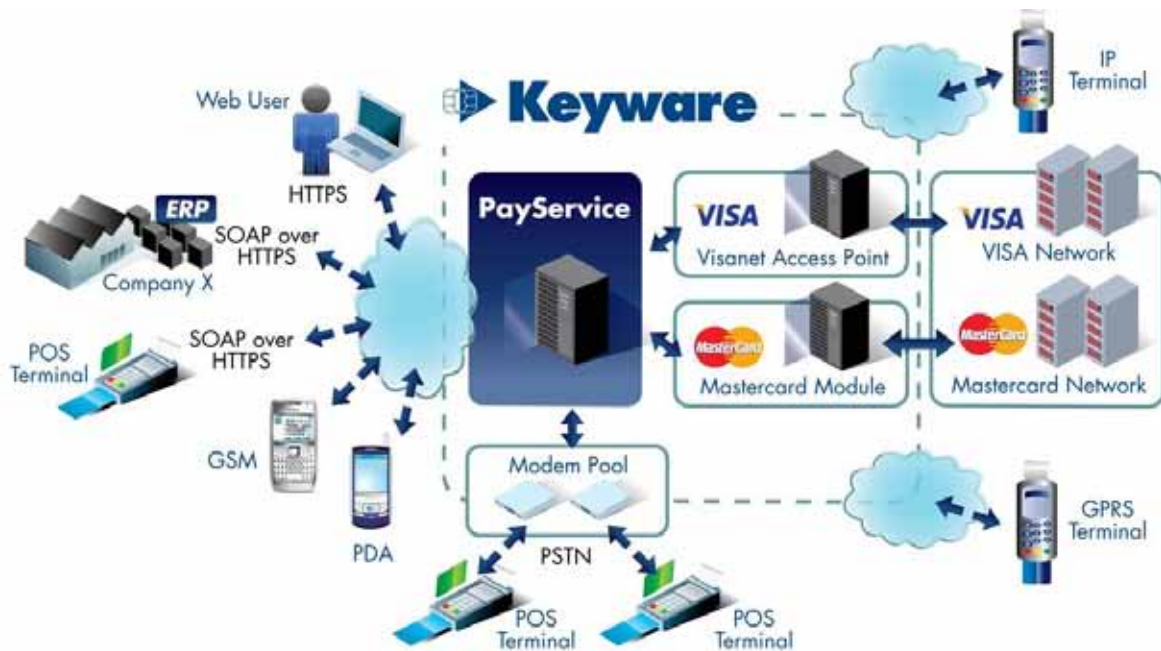 Web User
Keyware
IP
Terminal
HTTPS
PayService
VISA
VISA
ERP
SOAP over
HTTPS
Visanet Access Point
VISA Network
Company X
SOAP over
HTTPS
POS
Terminal
MasterCard
MasterCard
Mastercard Module
Mastercard Network
GSM
Modem Pool
GPRS
Terminal
PDA
PSTN
POS
Terminal
POS
Terminal